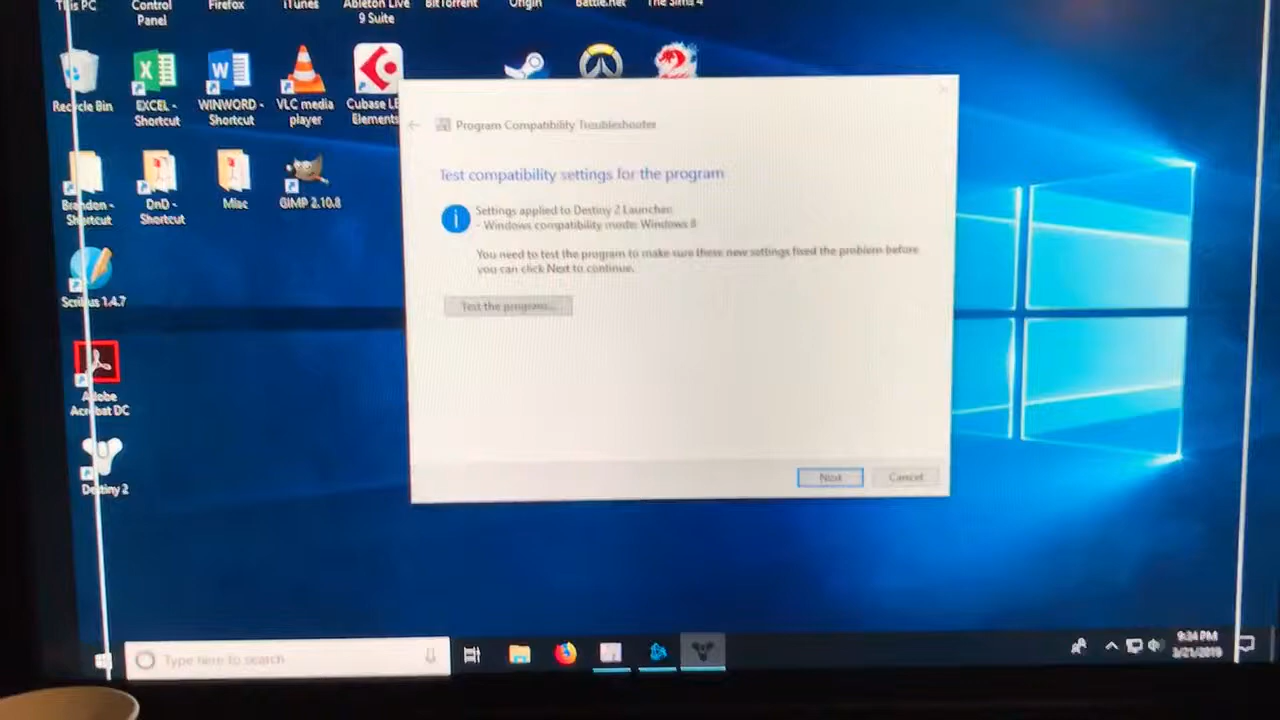 This PC
Control
Panel
Firefox
iTunes
Ableton Live
9 Suite
BitTorrent
Origin
Battle.net
The Sims 4
Recycle Bin
EXCEL -
Shortcut
WINWORD -
Shortcut
VLC media
player
Cubase LE
Elements
Brandon -
Shortcut
DnD -
Shortcut
Misc
GIMP 2.10.8
Scribus 1.4.7
Adobe
Acrobat DC
Destiny 2
Program Compatibility Troubleshooter
Test compatibility settings for the program
Settings applied to Destiny 2 Launcher:
- Windows compatibility mode: Windows 8
You need to test the program to make sure these new settings fixed the problem before
you can click Next to continue.
Test the program...
Next
Cancel
Type here to search
9:34 PM
3/21/2019